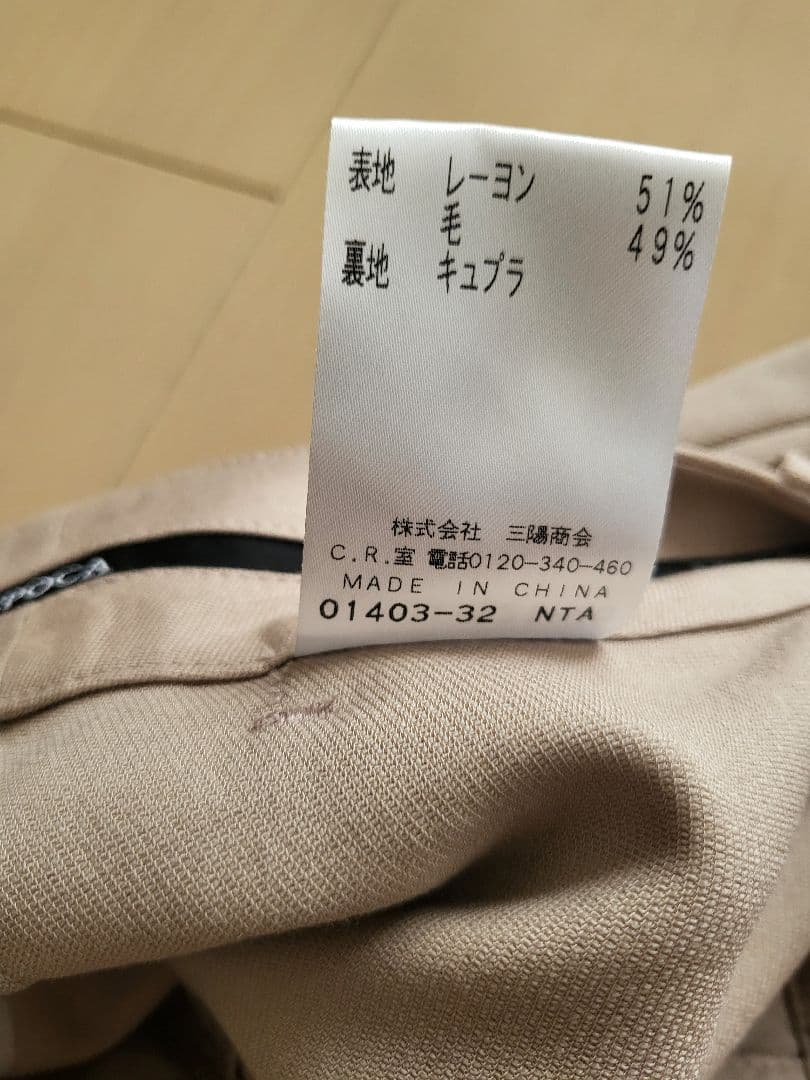 表地 レーヨン 51%
毛 49%
裏地 キュプラ
株式会社 三陽商会
C.R.室 電話0120-340-460
MADE IN CHINA
01403-32 NTA
POCA